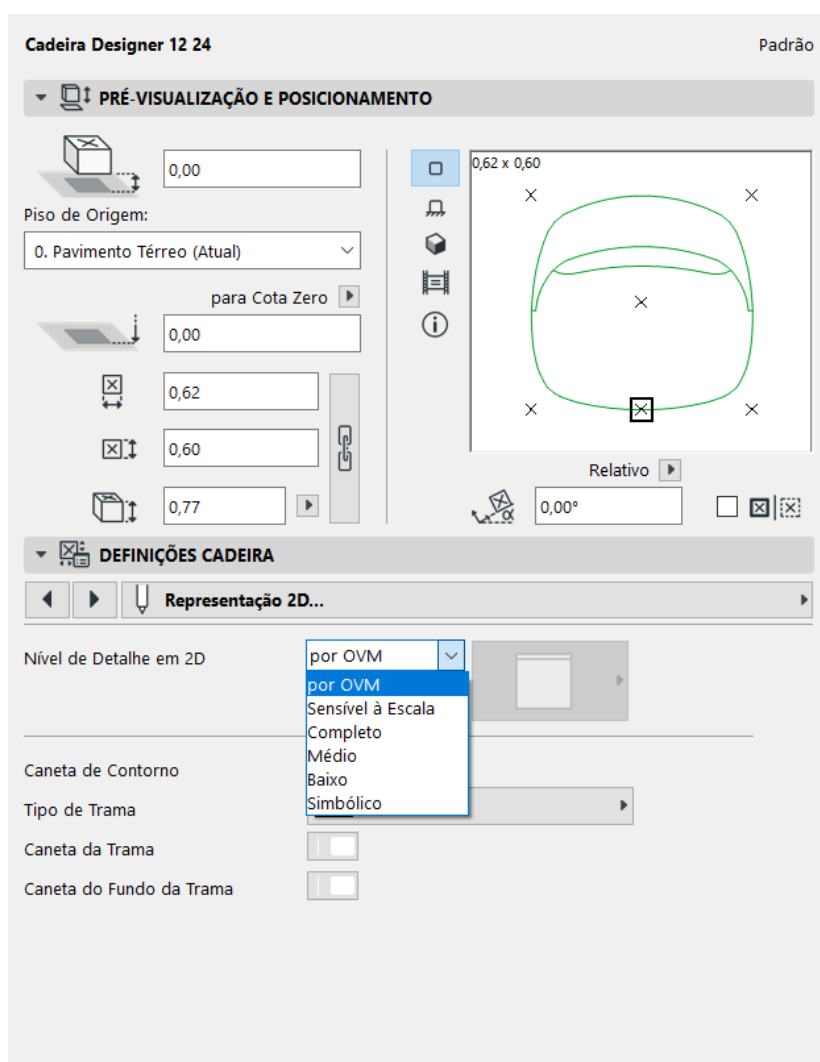 Cadeira Designer 12 24
Padrão
PRÉ-VISUALIZAÇÃO E POSICIONAMENTO
0,00
Piso de Origem:
0. Pavimento Térreo (Atual)
para Cota Zero
0,00
0,62
0,60
0,77
0,62 x 0,60
Relativo
α
0,00°
DEFINIÇÕES CADEIRA
Representação 2D...
Nível de Detalhe em 2D
por OVM
por OVM
Sensível à Escala
Completo
Médio
Baixo
Simbólico
Caneta de Contorno
Tipo de Trama
Caneta da Trama
Caneta do Fundo da Trama